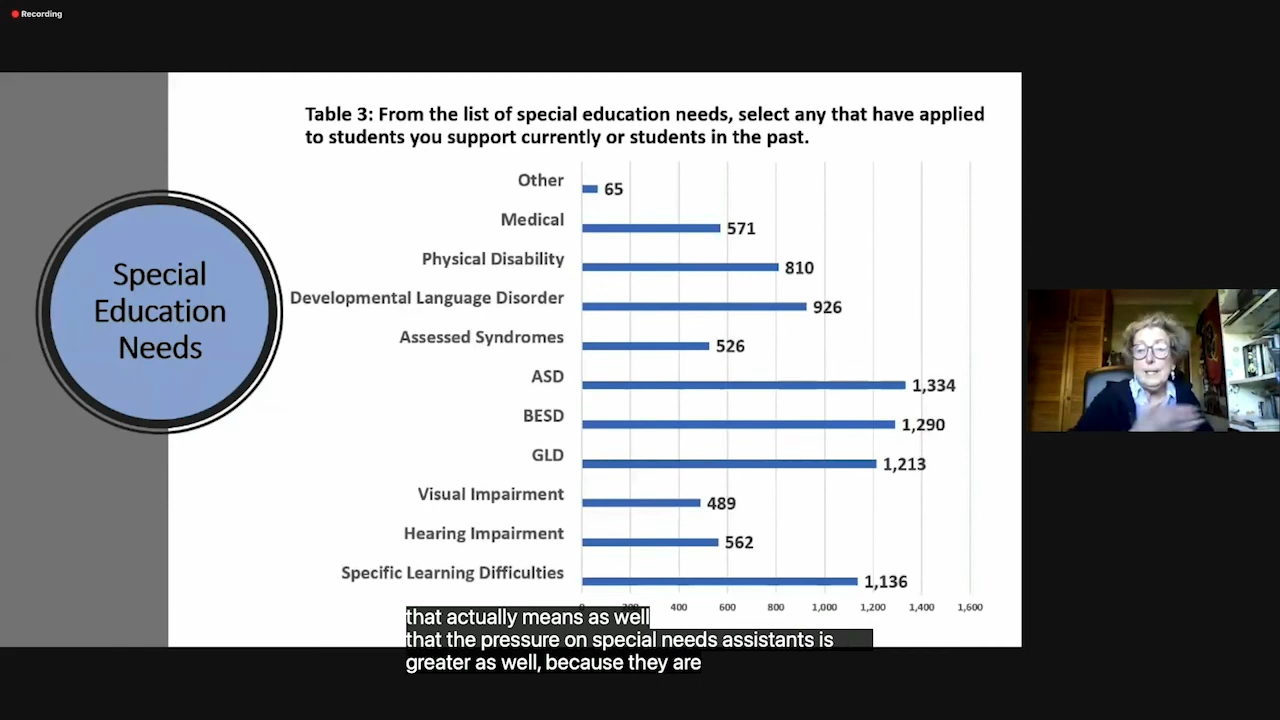 Recording
Table 3: From the list of special education needs, select any that have applied
to students you support currently or students in the past.
Special
Education
Needs
Other 65
Medical 571
Physical Disability 810
Developmental Language Disorder 926
Assessed Syndromes 526
ASD 1,334
BESD 1,290
GLD 1,213
Visual Impairment 489
Hearing Impairment 562
Specific Learning Difficulties 1,136
400 600 800 1,000 1,200 1,400 1,600
that actually means as well
that the pressure on special needs assistants is
greater as well, because they are